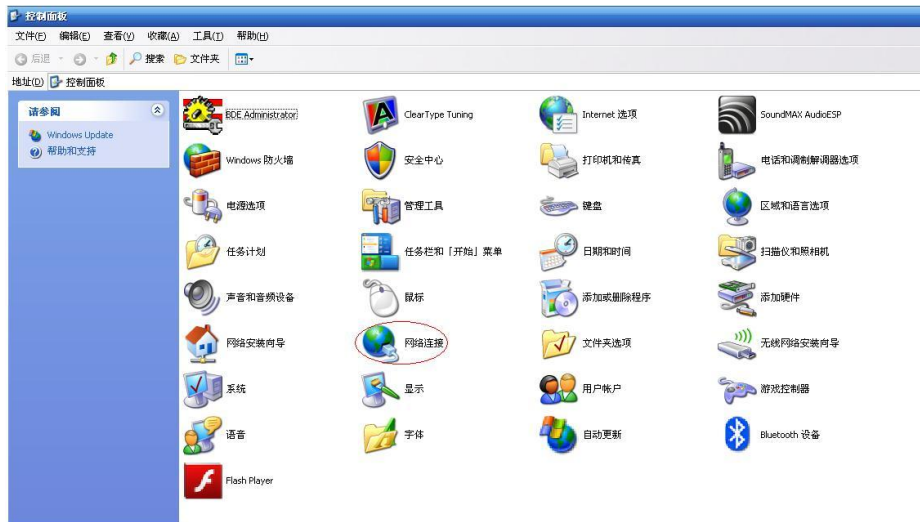 控制面板
文件(F) 编辑(E) 查看(V) 收藏(A) 工具(T) 帮助(H)
后退 搜索 文件夹
地址(D) 控制面板
请参阅
Windows Update
帮助和支持
BDE Administrator ClearType Tuning Internet 选项 SoundMAX AudioESP
Windows 防火墙 安全中心 打印机和传真 电话和调制解调器选项
电源选项 管理工具 键盘 区域和语言选项
任务计划 任务栏和「开始」菜单 日期和时间 扫描仪和照相机
声音和音频设备 鼠标 添加或删除程序 添加硬件
网络安装向导 网络连接 文件夹选项 无线网络安装向导
系统 显示 用户帐户 游戏控制器
语音 字体 自动更新 Bluetooth 设备
Flash Player